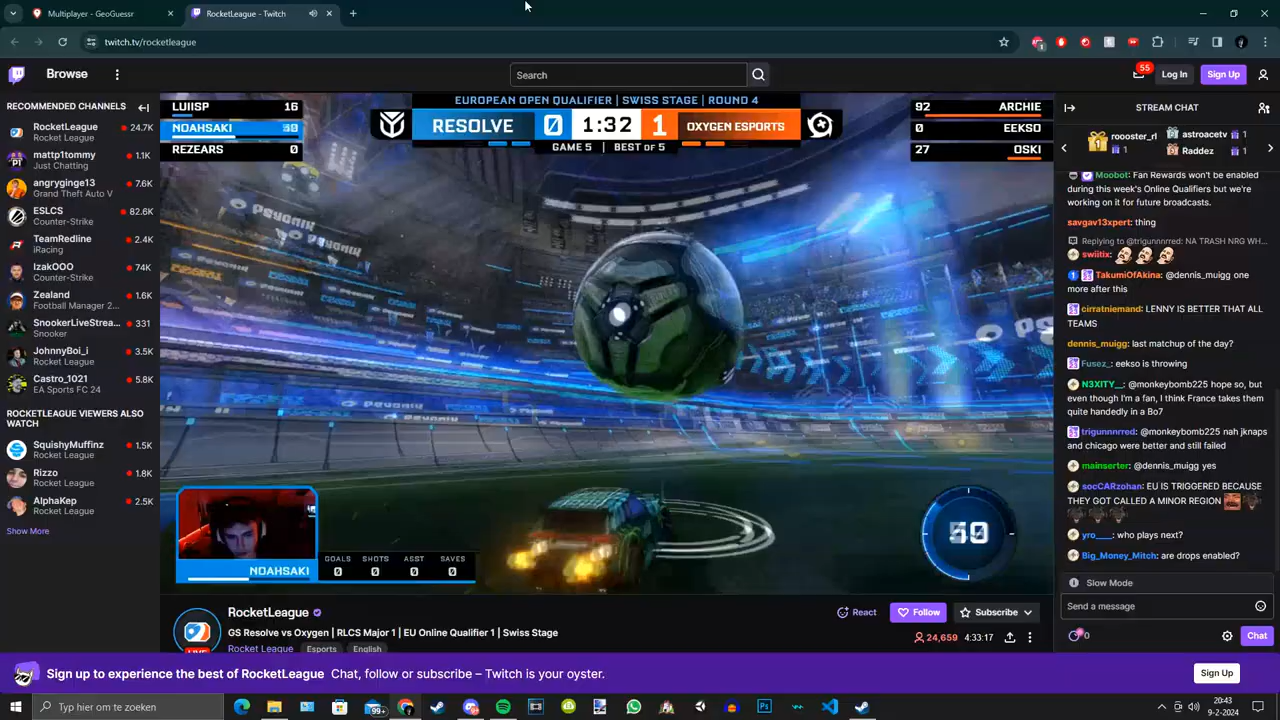 Multiplayer - GeoGuessr
RocketLeague - Twitch
twitch.tv/rocketleague
Browse
Search
55
Log In
Sign Up
RECOMMENDED CHANNELS
RocketLeague
24.7K
Rocket League
mattp1tommy
1.1K
Just Chatting
angryginge13
7.6K
Grand Theft Auto V
ESLCS
82.6K
Counter-Strike
TeamRedline
2.4K
iRacing
IzakOOO
74K
Counter-Strike
Zealand
1.6K
Football Manager 2...
SnookerLiveStrea...
331
Snooker
JohnnyBoi_i
3.5K
Rocket League
Castro_1021
5.8K
EA Sports FC 24
ROCKETLEAGUE VIEWERS ALSO
WATCH
SquishyMuffinz
1.5K
Rocket League
Rizzo
1.8K
Rocket League
AlphaKep
2.5K
Rocket League
Show More
EUROPEAN OPEN QUALIFIER | SWISS STAGE | ROUND 4
LUIISP 16
NOAHSAKI
REZEARS 0
RESOLVE 0 1:32 1 OXYGEN ESPORTS
GAME 5 | BEST OF 5
92 ARCHIE
0 EEKSO
27 OSKI
PSYONIX
PSYONIX
NOAHSAKI
GOALS SHOTS ASST SAVES
0 0 0 0
RocketLeague
React
Follow
Subscribe
GS Resolve vs Oxygen | RLCS Major 1 | EU Online Qualifier 1 | Swiss Stage
24,659
4:33:17
LIVE
Rocket League
Esports
English
STREAM CHAT
roooster_rl
1
astroacetv 1
Raddez 1
Moobot: Fan Rewards won't be enabled
during this week's Online Qualifiers but we're
working on it for future broadcasts.
savgav13xpert: thing
Replying to @trigunnnrred: NA TRASH NRG WH...
swiitix:
1 TakumiOfAkina: @dennis_muigg one
more after this
cirratniemand: LENNY IS BETTER THAT ALL
TEAMS
dennis_muigg: last matchup of the day?
Fusez_: eekso is throwing
N3XITY__: @monkeybomb225 hope so, but
even though I'm a fan, I think France takes them
quite handedly in a Bo7
trigunnnrred: @monkeybomb225 nah jknaps
and chicago were better and still failed
mainserter: @dennis_muigg yes
socCARzohan: EU IS TRIGGERED BECAUSE
THEY GOT CALLED A MINOR REGION
yro____: who plays next?
Big_Money_Mitch: are drops enabled?
Slow Mode
Send a message
0
Chat
Sign up to experience the best of RocketLeague Chat, follow or subscribe – Twitch is your oyster.
Sign Up
Typ hier om te zoeken
99+
20:43
9-2-2024